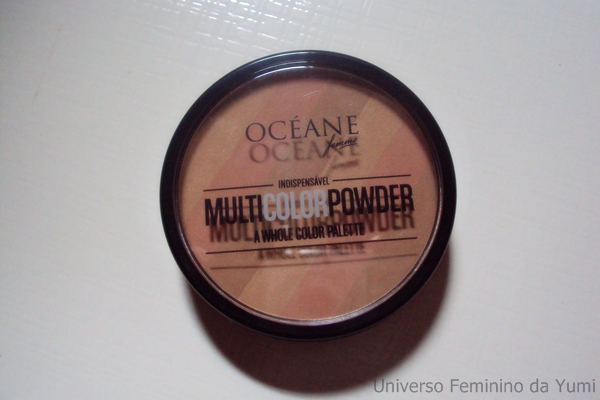 OCÉANE
femme
INDISPENSÁVEL
MULTICOLORPOWDER
A WHOLE COLOR PALETTE
Universo Feminino da Yumi